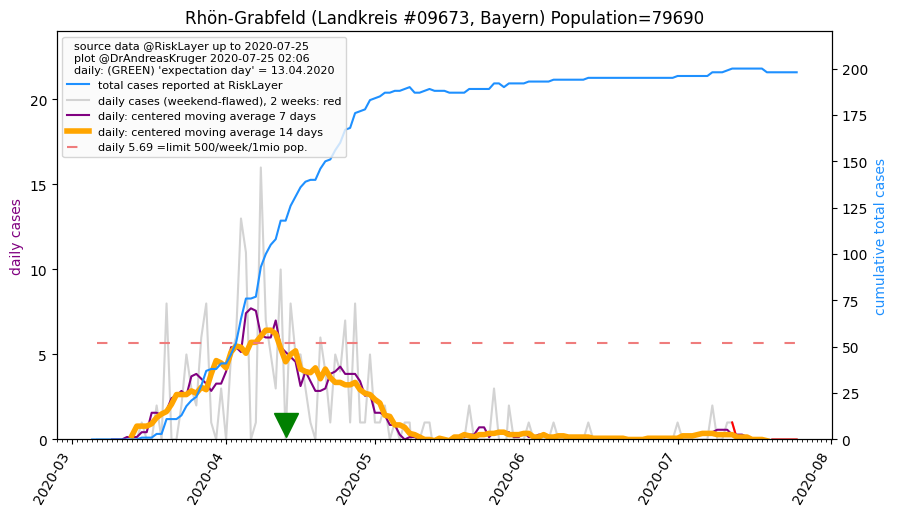 Rhön-Grabfeld (Landkreis #09673, Bayern) Population=79690
source data @RiskLayer up to 2020-07-25
plot @DrAndreasKruger 2020-07-25 02:06
daily: (GREEN) 'expectation day' = 13.04.2020
total cases reported at RiskLayer
daily cases (weekend-flawed), 2 weeks: red
daily: centered moving average 7 days
daily: centered moving average 14 days
daily 5.69 =limit 500/week/1mio pop.
daily cases
20
15
10
5
0
200
175
150
125
100
75
50
25
0
cumulative total cases
2020-03
2020-04
2020-05
2020-06
2020-07
2020-08